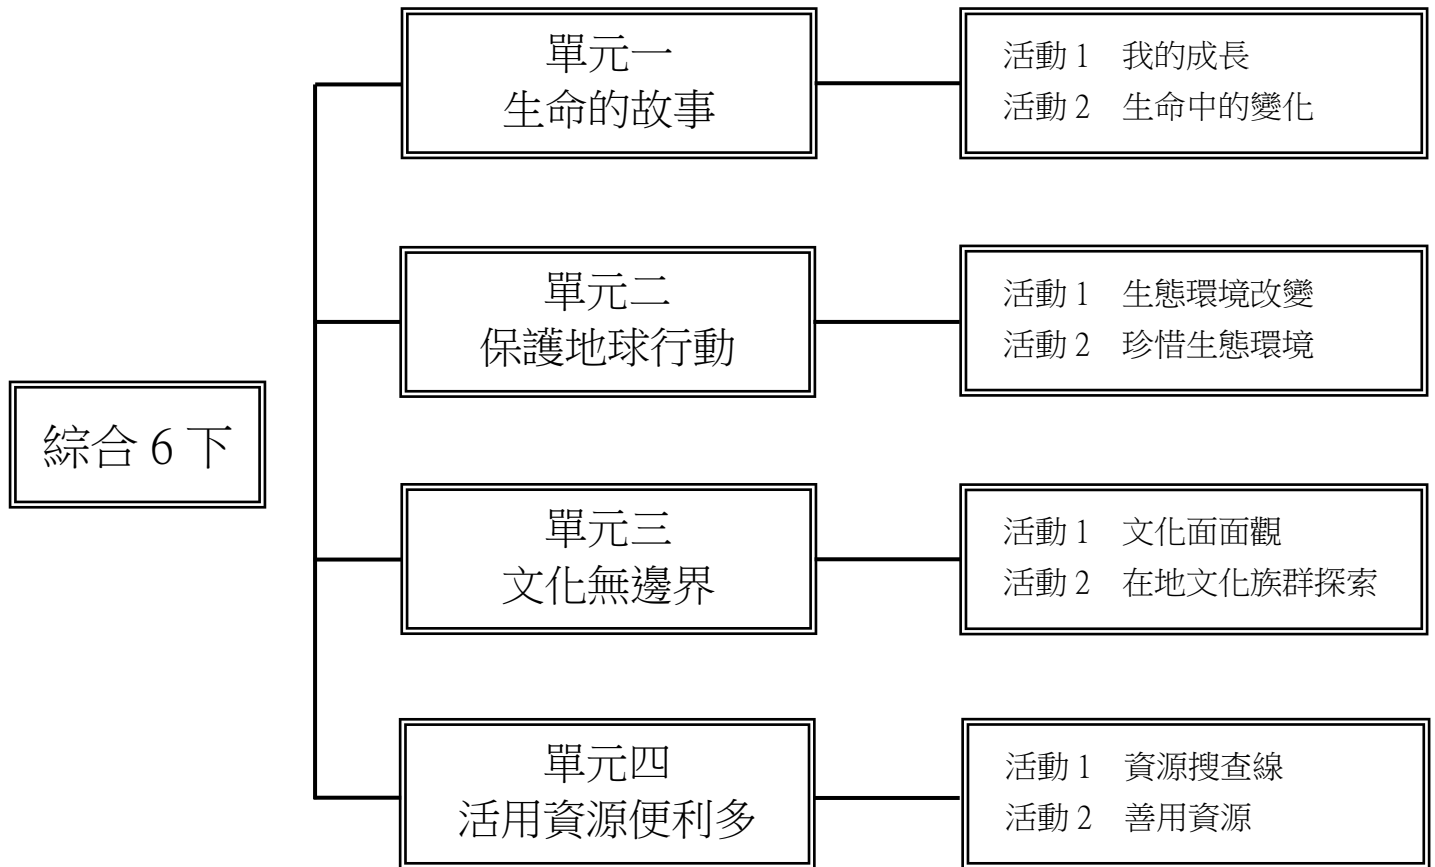 單元一
生命的故事
活動 1　我的成長
活動 2　生命中的變化
單元二
保護地球行動
活動 1　生態環境改變
活動 2　珍惜生態環境
綜合 6 下
單元三
文化無邊界
活動 1　文化面面觀
活動 2　在地文化族群探索
單元四
活用資源便利多
活動 1　資源搜查線
活動 2　善用資源